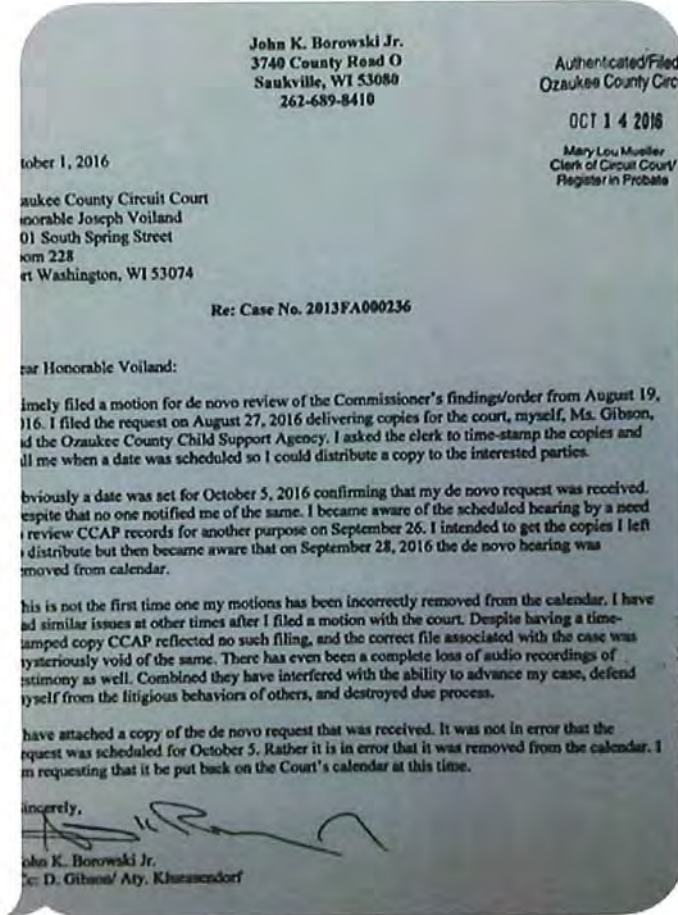 John K. Borowski Jr.
3740 County Road O
Saukville, WI 53080
262-689-8410
Authenticated/Filed
Ozaukee County Circ
OCT 14 2016
Mary Lou Mueller
Clerk of Circuit Court/
Register in Probate
tober 1, 2016
aukee County Circuit Court
onorable Joseph Voiland
01 South Spring Street
oom 228
rt Washington, WI 53074
Re: Case No. 2013FA000236
ear Honorable Voiland:
imely filed a motion for de novo review of the Commissioner's findings/order from August 19,
016. I filed the request on August 27, 2016 delivering copies for the court, myself, Ms. Gibson,
d the Ozaukee County Child Support Agency. I asked the clerk to time-stamp the copies and
ll me when a date was scheduled so I could distribute a copy to the interested parties.
bviously a date was set for October 5, 2016 confirming that my de novo request was received.
espite that no one notified me of the same. I became aware of the scheduled hearing by a need
review CCAP records for another purpose on September 26. I intended to get the copies I left
distribute but then became aware that on September 28, 2016 the de novo hearing was
moved from calendar.
his is not the first time one my motions has been incorrectly removed from the calendar. I have
ad similar issues at other times after I filed a motion with the court. Despite having a time-
amped copy CCAP reflected no such filing, and the correct file associated with the case was
ysteriously void of the same. There has even been a complete loss of audio recordings of
estimony as well. Combined they have interfered with the ability to advance my case, defend
yself from the litigious behaviors of others, and destroyed due process.
have attached a copy of the de novo request that was received. It was not in error that the
equest was scheduled for October 5. Rather it is in error that it was removed from the calendar. I
m requesting that it be put back on the Court's calendar at this time.
incerely,
ohn K. Borowski Jr.
c: D. Gibson/ Aty.